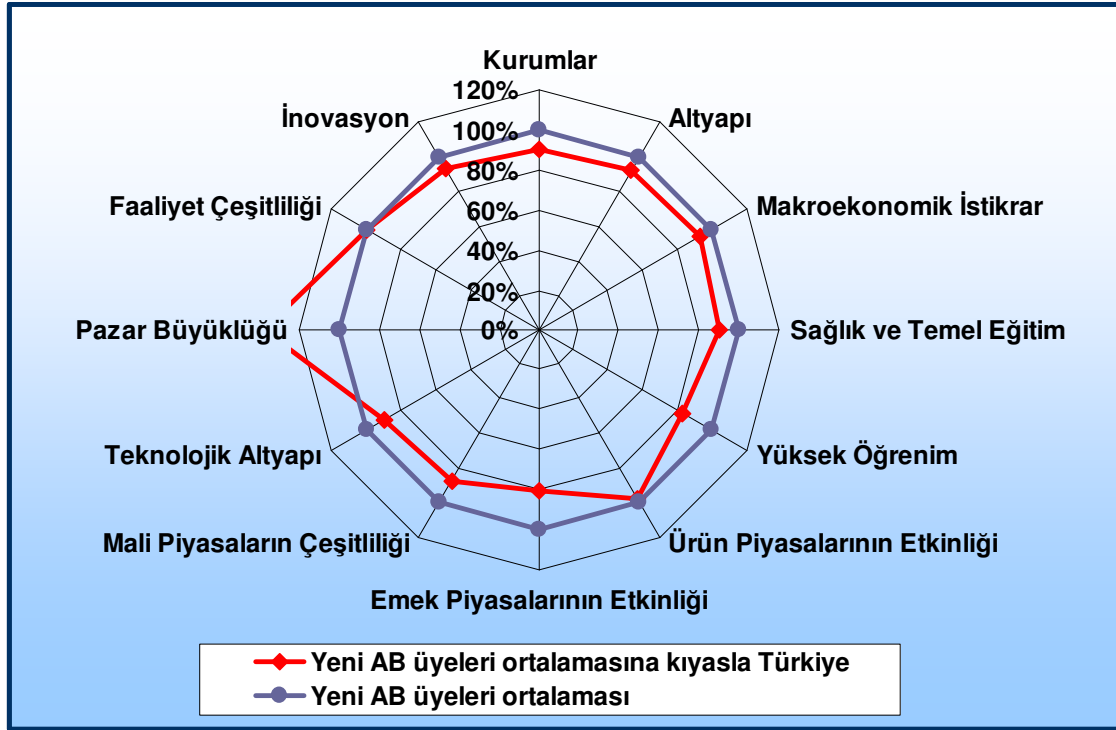 Kurumlar
120%
100%
80%
60%
40%
20%
0%
Altyapı
Makroekonomik İstikrar
Sağlık ve Temel Eğitim
Yüksek Öğrenim
Ürün Piyasalarının Etkinliği
Emek Piyasalarının Etkinliği
Mali Piyasaların Çeşitliliği
Teknolojik Altyapı
Pazar Büyüklüğü
Faaliyet Çeşitliliği
İnovasyon
Yeni AB üyeleri ortalamasına kıyasla Türkiye
Yeni AB üyeleri ortalaması